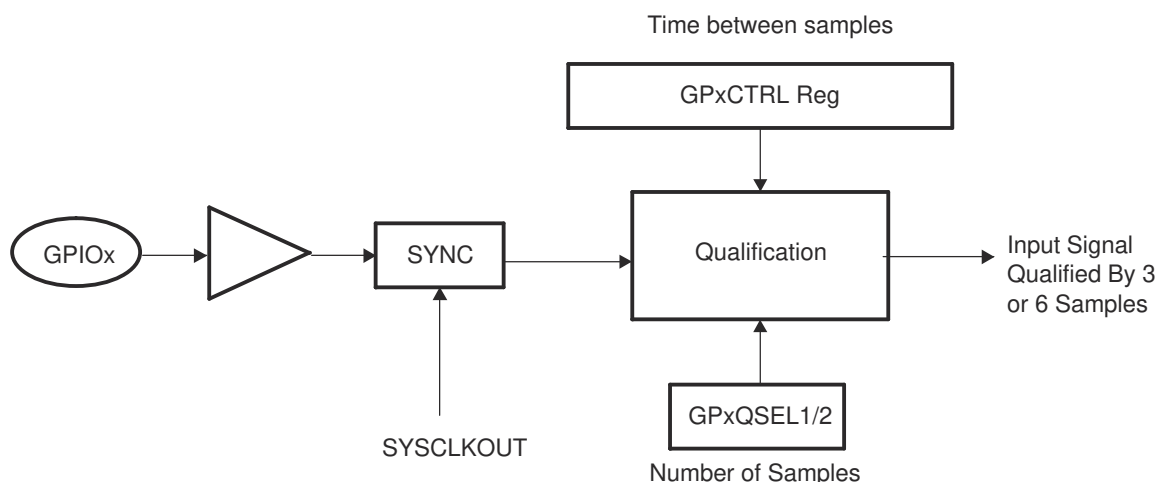 Time between samples
GPxCTRL Reg
GPIOx
SYNC
Qualification
Input Signal
Qualified By 3
or 6 Samples
GPxQSEL1/2
SYSCLKOUT
Number of Samples